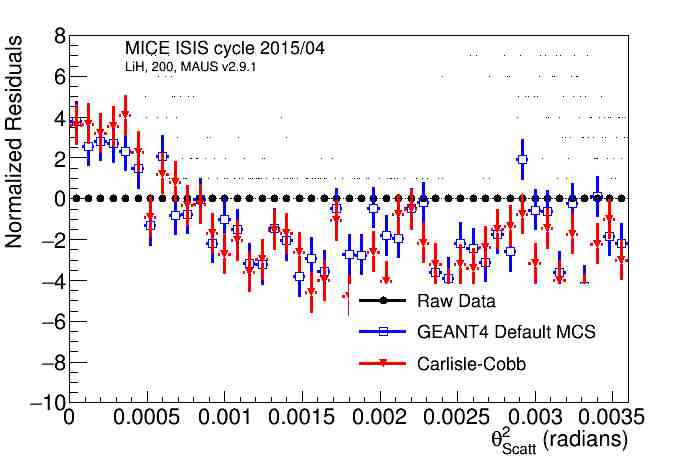 MICE ISIS cycle 2015/04
LiH, 200, MAUS v2.9.1
Normalized Residuals
8
6
4
2
0
−2
−4
−6
−8
−10
Raw Data
GEANT4 Default MCS
Carlisle-Cobb
0 0.0005 0.001 0.0015 0.002 0.0025 0.003 0.0035
θ²Scatt (radians)